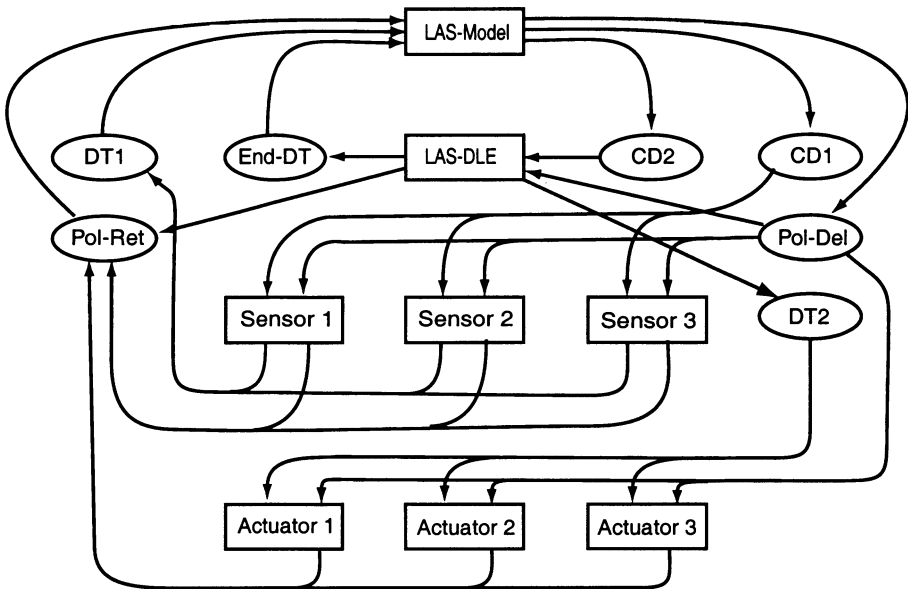 LAS-Model
DT1
End-DT
LAS-DLE
CD2
CD1
Pol-Ret
Pol-Del
Sensor 1
Sensor 2
Sensor 3
DT2
Actuator 1
Actuator 2
Actuator 3